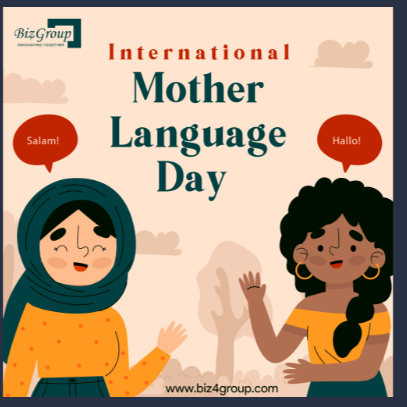 BizGroup
INNOVATING TOGETHER
International
Mother
Language
Day
Salam!
Hallo!
www.biz4group.com